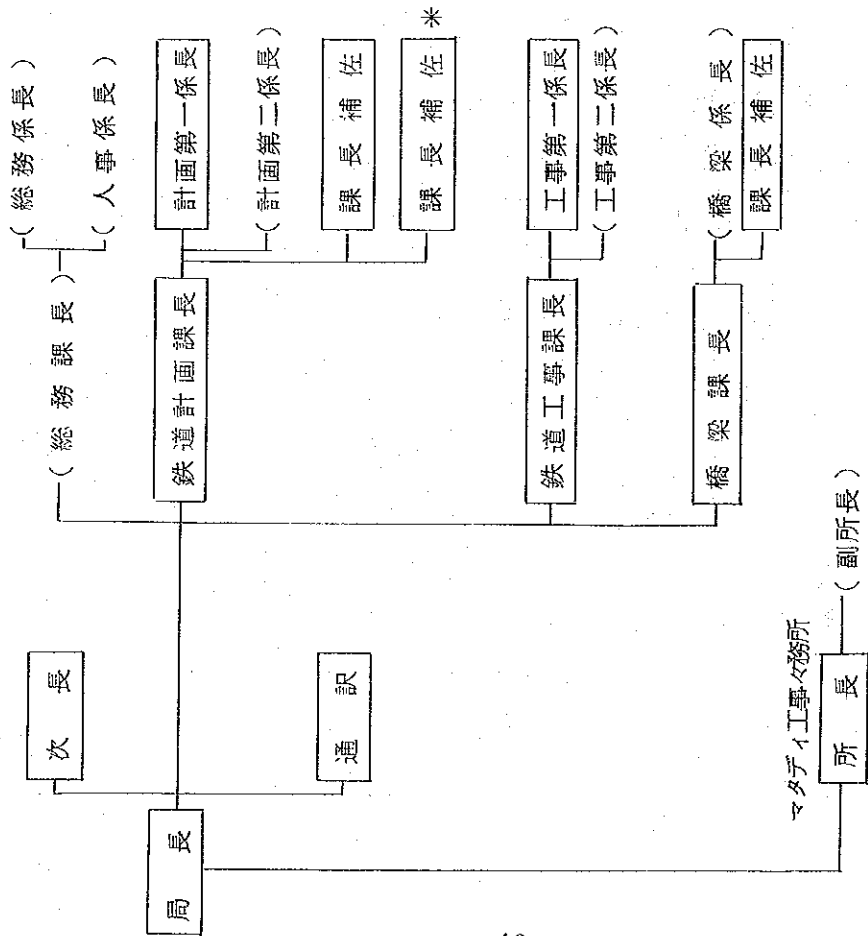 局長
次長
通訳
(総務課長)
(総務係長)
(人事係長)
鉄道計画課長
計画第一係長
(計画第二係長)
課長補佐
課長補佐 *
鉄道工事課長
工事第一係長
(工事第二係長)
橋梁課長
(橋梁係長)
課長補佐
マタディ工事々務所
所長
(副所長)